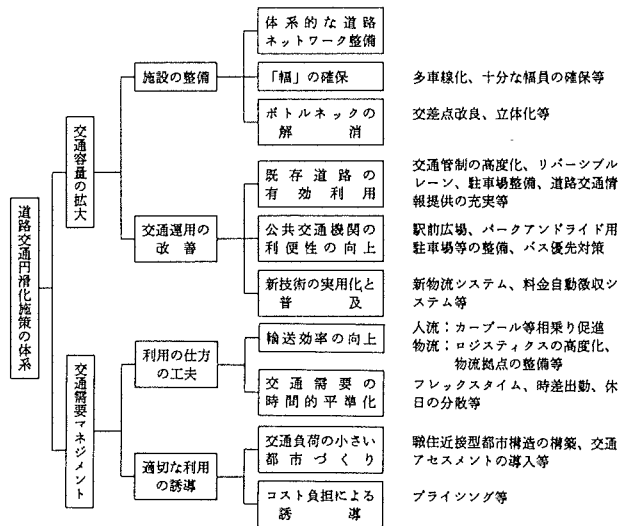 道路交通円滑化施策の体系
交通容量の拡大
施設の整備
体系的な道路
ネットワーク整備
「幅」の確保
多車線化、十分な幅員の確保等
ボトルネックの
解消
交差点改良、立体化等
交通運用の
改善
既存道路の
有効利用
交通管制の高度化、リバーシブル
レーン、駐車場整備、道路交通情
報提供の充実等
公共交通機関の
利便性の向上
駅前広場、パークアンドライド用
駐車場等の整備、バス優先対策
新技術の実用化と
普及
新物流システム、料金自動徴収シ
ステム等
交通需要マネジメント
利用の仕方
の工夫
輸送効率の向上
人流：カープール等相乗り促進
物流：ロジスティクスの高度化、
物流拠点の整備等
交通需要の
時間的平準化
フレックスタイム、時差出勤、休
日の分散等
適切な利用
の誘導
交通負荷の小さい
都市づくり
職住近接型都市構造の構築、交通
アセスメントの導入等
コスト負担による
誘導
プライシング等